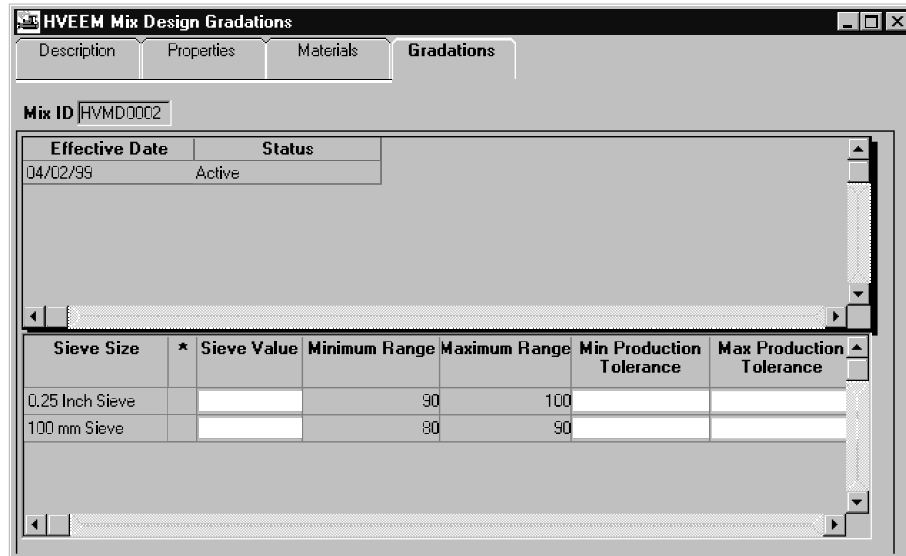 HVEEM Mix Design Gradations
Description Properties Materials Gradations
Mix ID HVMD0002
Effective Date Status
04/02/99 Active
Sieve Size * Sieve Value Minimum Range Maximum Range Min Production Tolerance Max Production Tolerance
0.25 Inch Sieve 90 100
100 mm Sieve 80 90